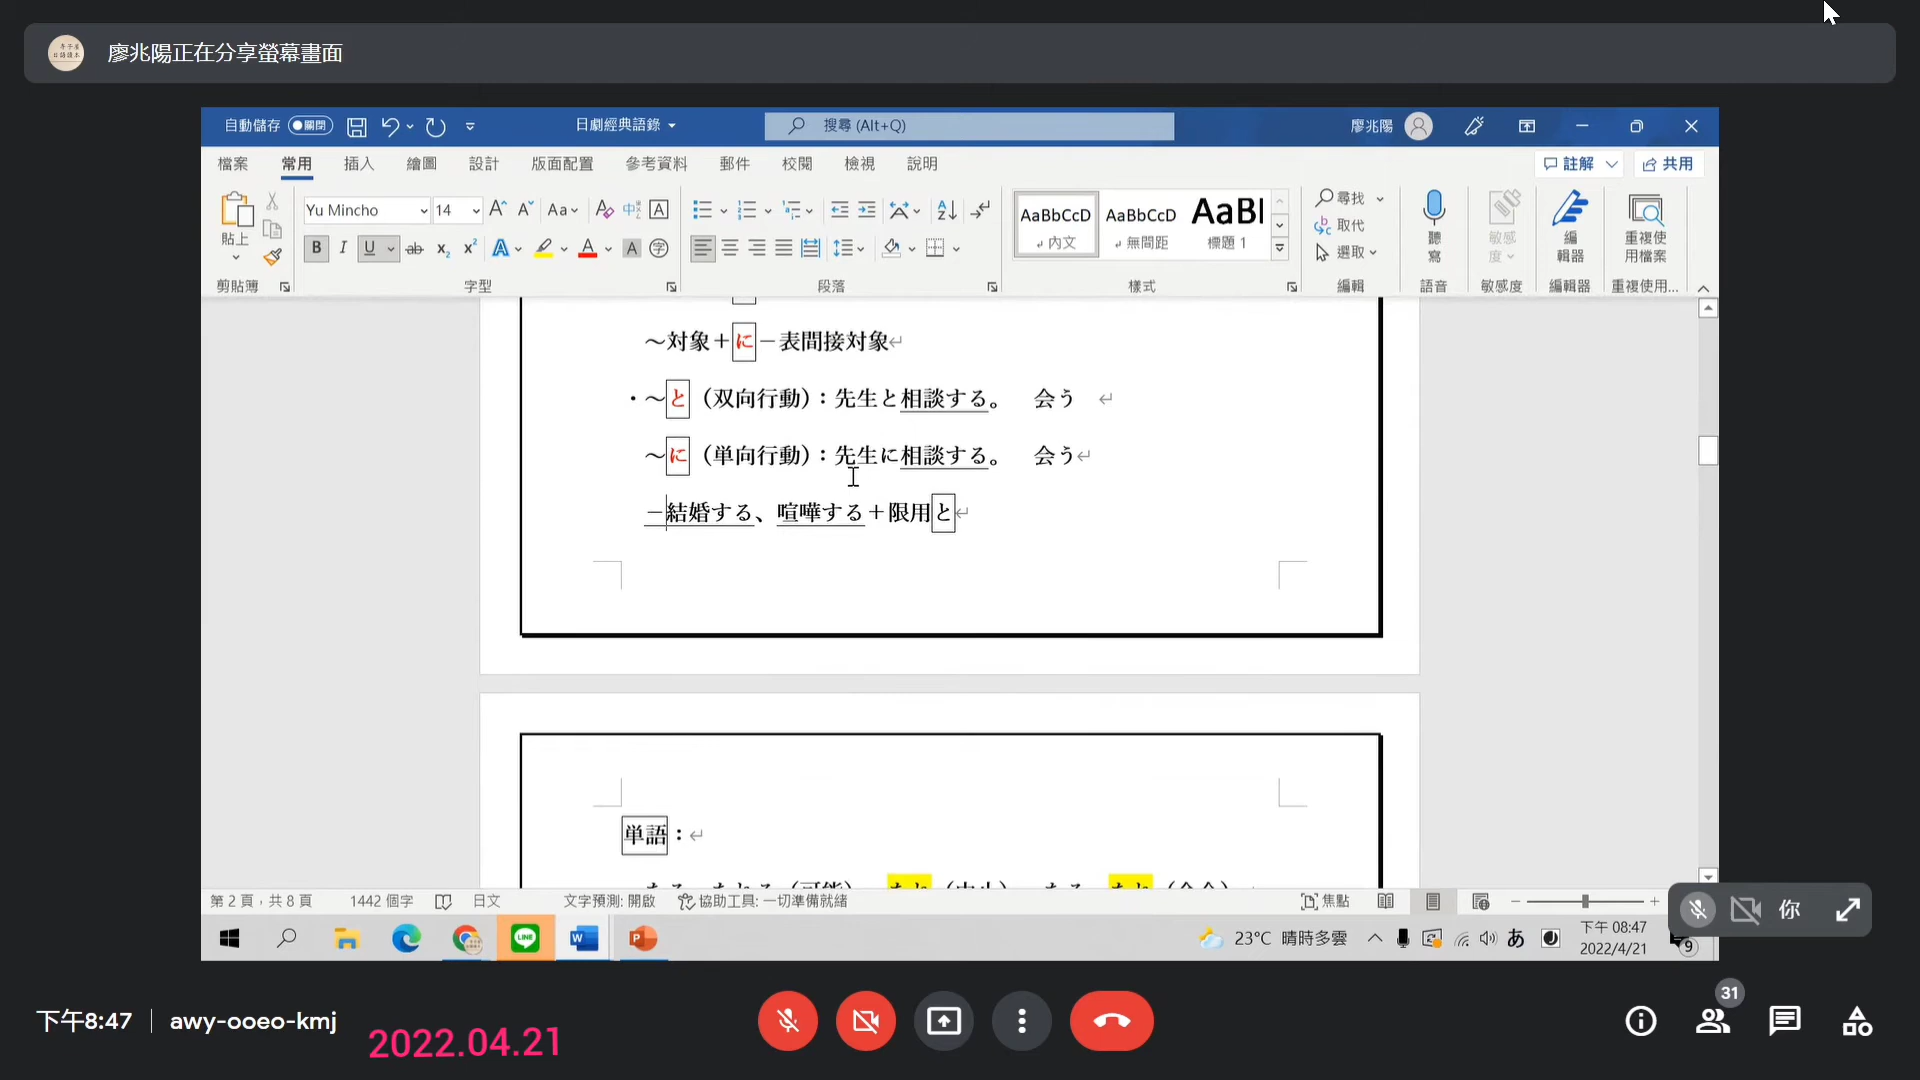 廖兆陽正在分享螢幕畫面
自動儲存 關閉 日劇經典語錄 搜尋 (Alt+Q) 廖兆陽
檔案 常用 插入 繪圖 設計 版面配置 參考資料 郵件 校閱 檢視 說明 註解 共用
貼上 Yu Mincho 14 Aa A
B I U ab x₂ x² A A A 字
AaBbCcD AaBbCcD AaBl
內文 無間距 標題 1
尋找 取代 選取
聽寫 敏感度 編輯器 重複使用檔案
剪貼簿 字型 段落 樣式 編輯 語音 敏感度 編輯器 重複使用...
～対象＋に－表間接対象
・～と（双向行動）：先生と相談する。 会う
～に（単向行動）：先生に相談する。 会う
－結婚する、喧嘩する＋限用と
単語：
第 2 頁，共 8 頁 1442 個字 日文 文字預測: 開啟 協助工具: 一切準備就緒 焦點
你
LINE W P 23°C 晴時多雲 あ 下午 08:47
2022/4/21 9
下午8:47 awy-ooeo-kmj 2022.04.21 31